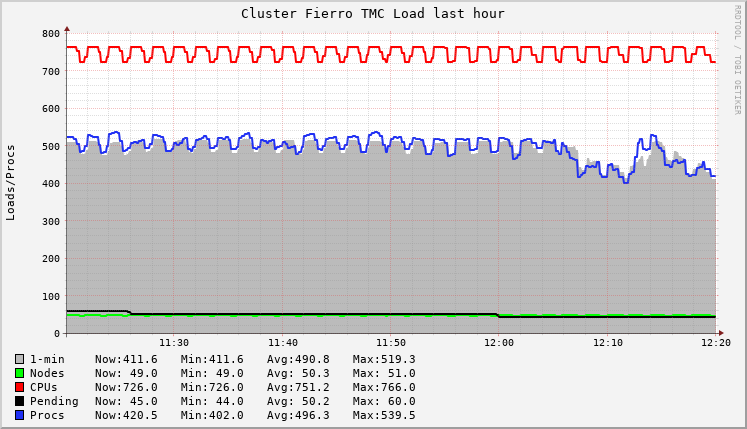 Cluster Fierro TMC Load last hour
RRDTOOL / TOBI OETIKER
Loads/Procs
800
700
600
500
400
300
200
100
0
11:30 11:40 11:50 12:00 12:10 12:20
1-min Now:411.6 Min:411.6 Avg:490.8 Max:519.3
Nodes Now: 49.0 Min: 49.0 Avg: 50.3 Max: 51.0
CPUs Now:726.0 Min:726.0 Avg:751.2 Max:766.0
Pending Now: 45.0 Min: 44.0 Avg: 50.2 Max: 60.0
Procs Now:420.5 Min:402.0 Avg:496.3 Max:539.5